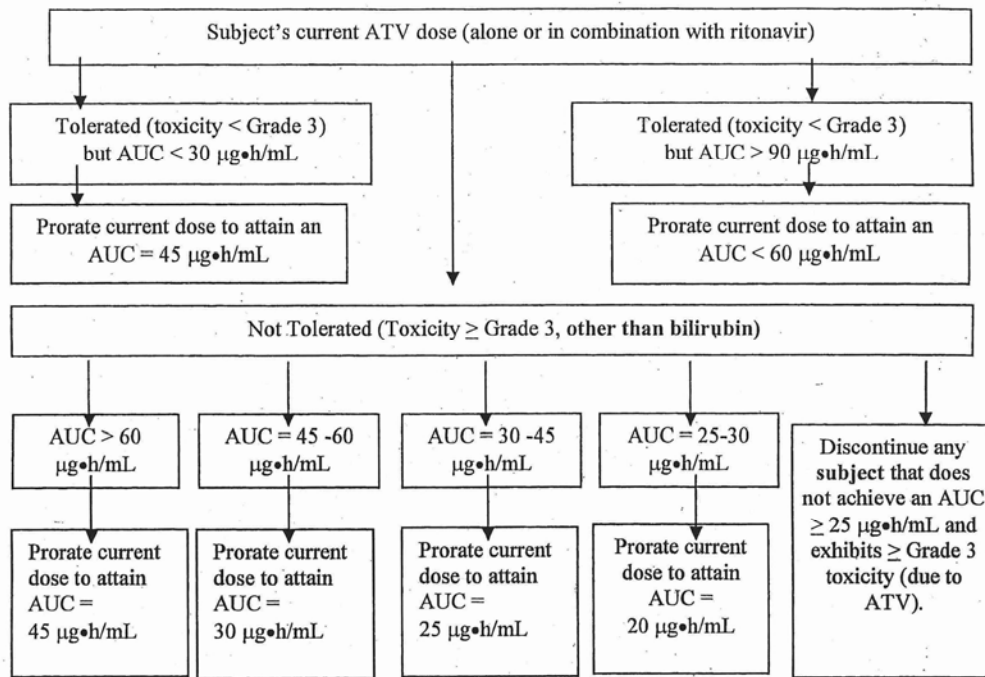 Subject's current ATV dose (alone or in combination with ritonavir)
Tolerated (toxicity < Grade 3)
but AUC < 30 µg•h/mL
Tolerated (toxicity < Grade 3)
but AUC > 90 µg•h/mL
Prorate current dose to attain an
AUC = 45 µg•h/mL
Prorate current dose to attain an
AUC < 60 µg•h/mL
Not Tolerated (Toxicity ≥ Grade 3, other than bilirubin)
AUC > 60
µg•h/mL
AUC = 45 -60
µg•h/mL
AUC = 30 -45
µg•h/mL
AUC = 25-30
µg•h/mL
Discontinue any
subject that does
not achieve an AUC
≥ 25 µg•h/mL and
exhibits ≥ Grade 3
toxicity (due to
ATV).
Prorate current
dose to attain
AUC =
45 µg•h/mL
Prorate current
dose to attain
AUC =
30 µg•h/mL
Prorate current
dose to attain
AUC =
25 µg•h/mL
Prorate current
dose to attain
AUC =
20 µg•h/mL